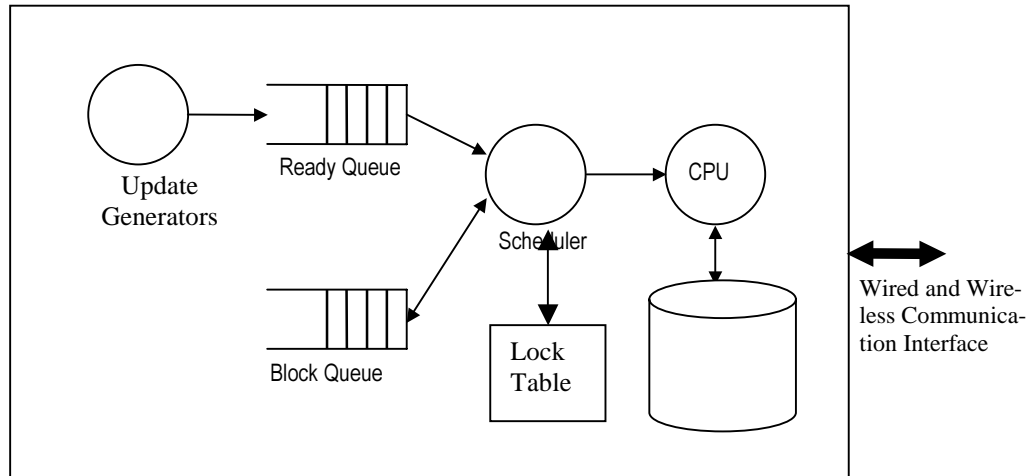 Ready Queue
Update
Generators
CPU
Scheduler
Block Queue
Lock
Table
Wired and Wire-
less Communica-
tion Interface